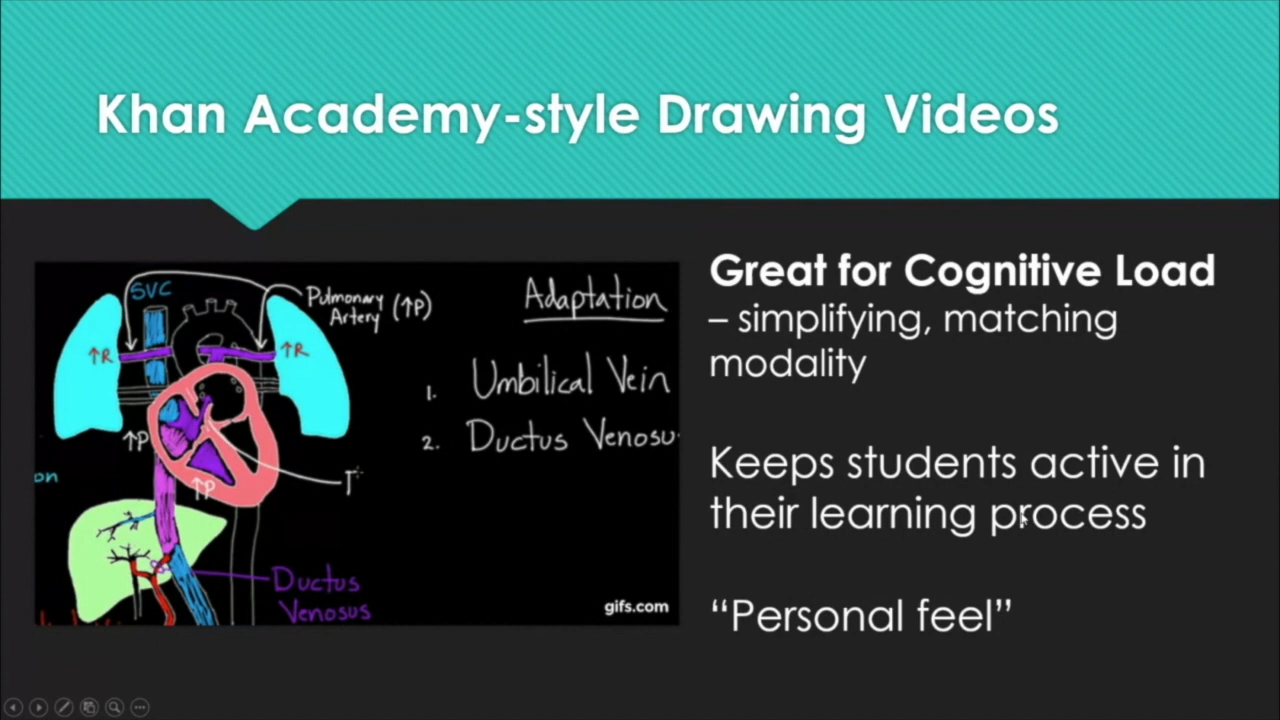 Khan Academy-style Drawing Videos
SVC
Pulmonary
Artery (↑P)
↑R
↑R
↑P
↑P
on
Ductus
Venosus
Adaptation
1. Umbilical Vein
2. Ductus Venosu
gifs.com
Great for Cognitive Load
– simplifying, matching
modality
Keeps students active in
their learning process
“Personal feel”